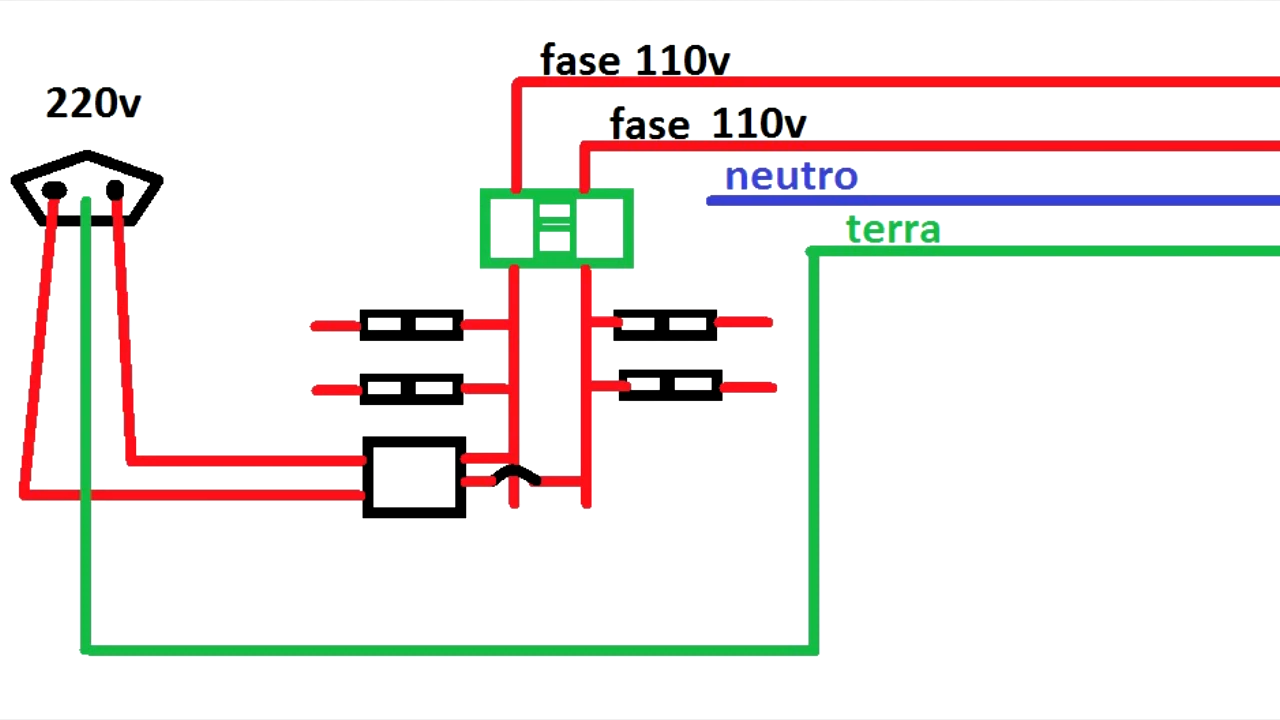 fase 110v
220v
fase 110v
neutro
terra